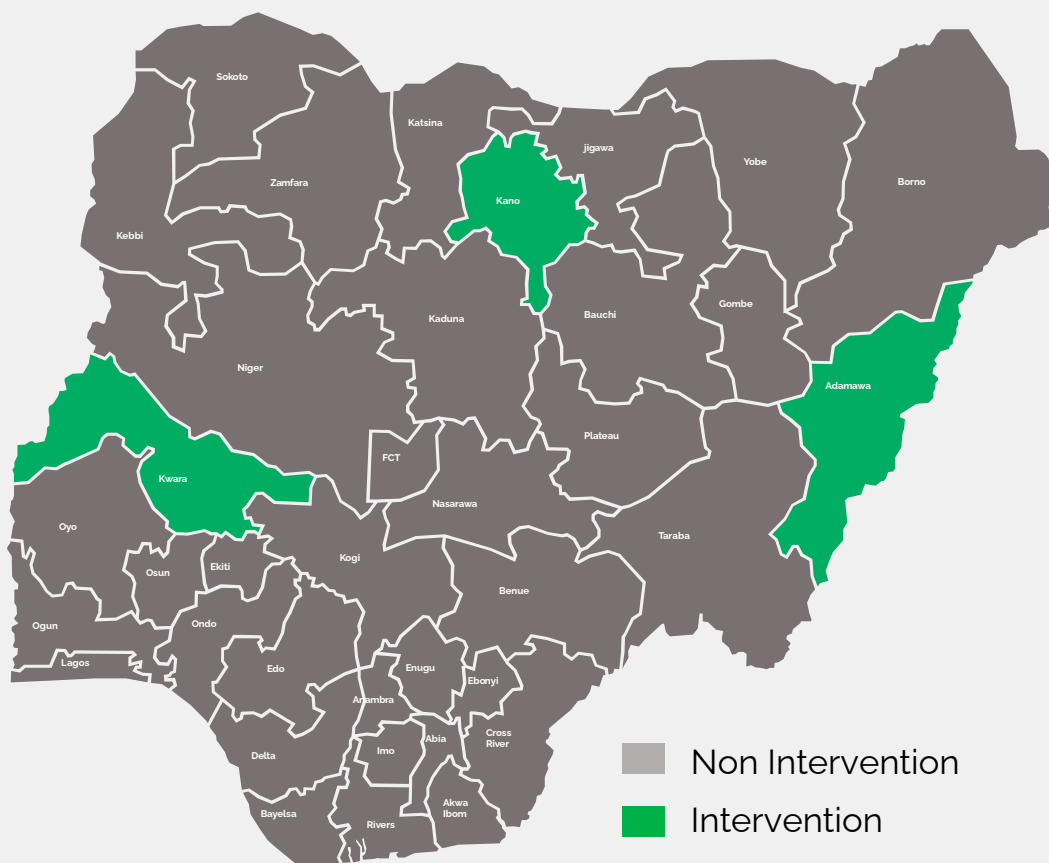 Sokoto
Katsina
jigawa
Yobe
Zamfara
Borno
Kano
Kebbi
Gombe
Bauchi
Kaduna
Niger
Adamawa
Plateau
FCT
Kwara
Nasarawa
Oyo
Taraba
Kogi
Ekiti
Osun
Benue
Ogun
Ondo
Lagos
Edo
Enugu
Ebonyi
Anambra
Cross
River
Abia
Imo
Delta
Akwa
Ibom
Bayelsa
Rivers
Non Intervention
Intervention